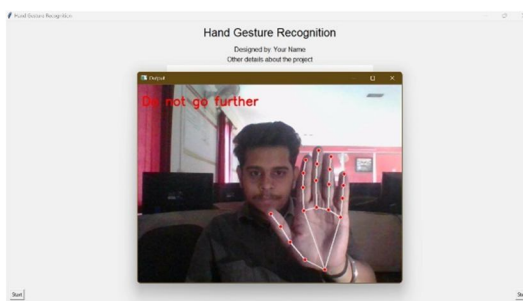 Hand Gesture Recognition
Hand Gesture Recognition
Designed by: Your Name
Other details about the project
Output
Do not go further
Start